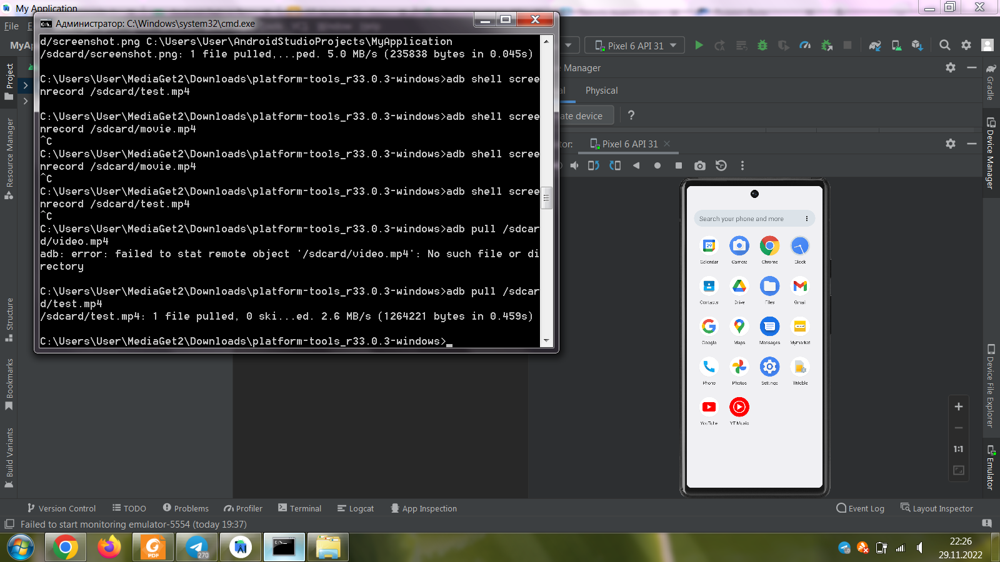 My Application
File
Администратор: C:\Windows\system32\cmd.exe
d/screenshot.png C:\Users\User\AndroidStudioProjects\MyApplication
/sdcard/screenshot.png: 1 file pulled,...ped. 5.0 MB/s (235838 bytes in 0.045s)
C:\Users\User\MediaGet2\Downloads\platform-tools_r33.0.3-windows>adb shell scree
nrecord /sdcard/test.mp4
C:\Users\User\MediaGet2\Downloads\platform-tools_r33.0.3-windows>adb shell scree
nrecord /sdcard/movie.mp4
^C
C:\Users\User\MediaGet2\Downloads\platform-tools_r33.0.3-windows>adb shell scree
nrecord /sdcard/movie.mp4
^C
C:\Users\User\MediaGet2\Downloads\platform-tools_r33.0.3-windows>adb shell scree
nrecord /sdcard/test.mp4
^C
C:\Users\User\MediaGet2\Downloads\platform-tools_r33.0.3-windows>adb pull /sdcar
d/video.mp4
adb: error: failed to stat remote object '/sdcard/video.mp4': No such file or di
rectory
C:\Users\User\MediaGet2\Downloads\platform-tools_r33.0.3-windows>adb pull /sdcar
d/test.mp4
/sdcard/test.mp4: 1 file pulled, 0 ski...ed. 2.6 MB/s (1264221 bytes in 0.459s)
C:\Users\User\MediaGet2\Downloads\platform-tools_r33.0.3-windows>_
Pixel 6 API 31
Manager
Physical
ate device
?
tor: Pixel 6 API 31
Search your phone and more
29
Calendar Camera Chrome Clock
Contacts Drive Files Gmail
Google Maps Messages Mymarket
Phone Photos Settings TMoble
YouTube YT Music
1:1
Project
Resource Manager
Structure
Bookmarks
Build Variants
Gradle
Device Manager
Device File Explorer
Emulator
Version Control TODO Problems Profiler Terminal Logcat App Inspection Event Log Layout Inspector
Failed to start monitoring emulator-5554 (today 19:37)
PDF
270
22:26
29.11.2022